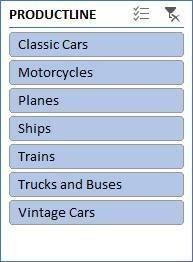 PRODUCTLINE
Classic Cars
Motorcycles
Planes
Ships
Trains
Trucks and Buses
Vintage Cars